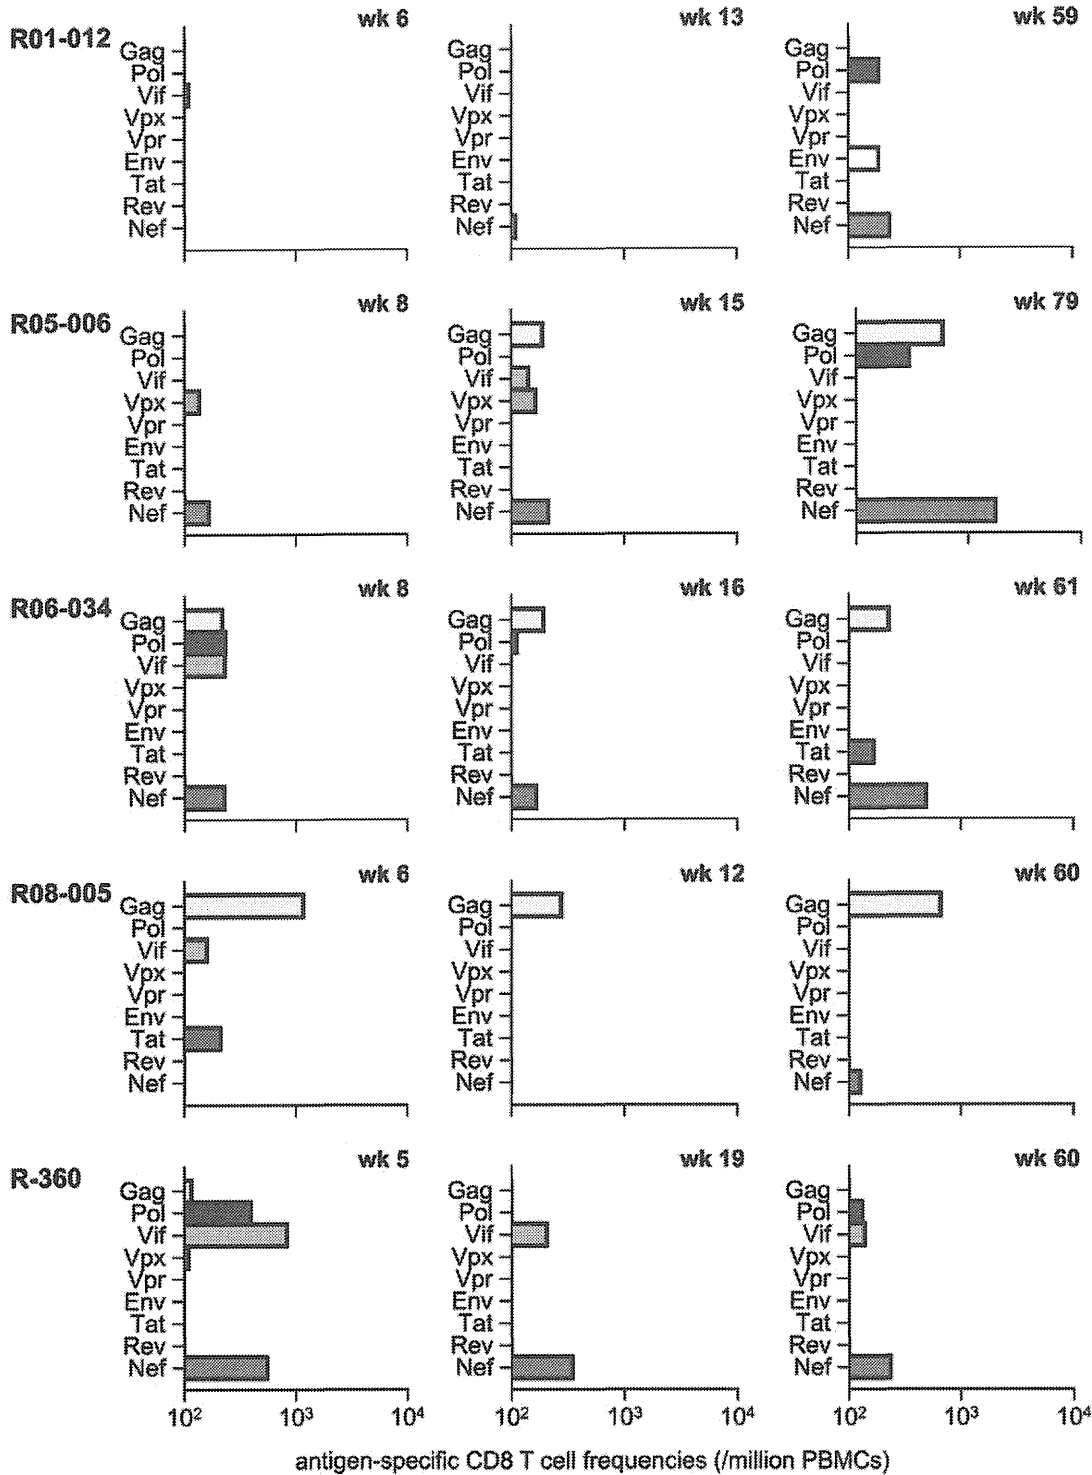 R01-012
wk 6
Gag
Pol
Vif
Vpx
Vpr
Env
Tat
Rev
Nef
wk 13
Gag
Pol
Vif
Vpx
Vpr
Env
Tat
Rev
Nef
wk 59
Gag
Pol
Vif
Vpx
Vpr
Env
Tat
Rev
Nef
10² 10³ 10⁴
R05-006
wk 8
Gag
Pol
Vif
Vpx
Vpr
Env
Tat
Rev
Nef
wk 15
Gag
Pol
Vif
Vpx
Vpr
Env
Tat
Rev
Nef
wk 79
Gag
Pol
Vif
Vpx
Vpr
Env
Tat
Rev
Nef
10² 10³ 10⁴
R06-034
wk 8
Gag
Pol
Vif
Vpx
Vpr
Env
Tat
Rev
Nef
wk 16
Gag
Pol
Vif
Vpx
Vpr
Env
Tat
Rev
Nef
wk 61
Gag
Pol
Vif
Vpx
Vpr
Env
Tat
Rev
Nef
R08-005
wk 6
Gag
Pol
Vif
Vpx
Vpr
Env
Tat
Rev
Nef
wk 12
Gag
Pol
Vif
Vpx
Vpr
Env
Tat
Rev
Nef
wk 60
Gag
Pol
Vif
Vpx
Vpr
Env
Tat
Rev
Nef
R-360
wk 5
Gag
Pol
Vif
Vpx
Vpr
Env
Tat
Rev
Nef
10² 10³ 10⁴
wk 19
Gag
Pol
Vif
Vpx
Vpr
Env
Tat
Rev
Nef
10² 10³ 10⁴
wk 60
Gag
Pol
Vif
Vpx
Vpr
Env
Tat
Rev
Nef
10² 10³ 10⁴
antigen-specific CD8 T cell frequencies (/million PBMCs)